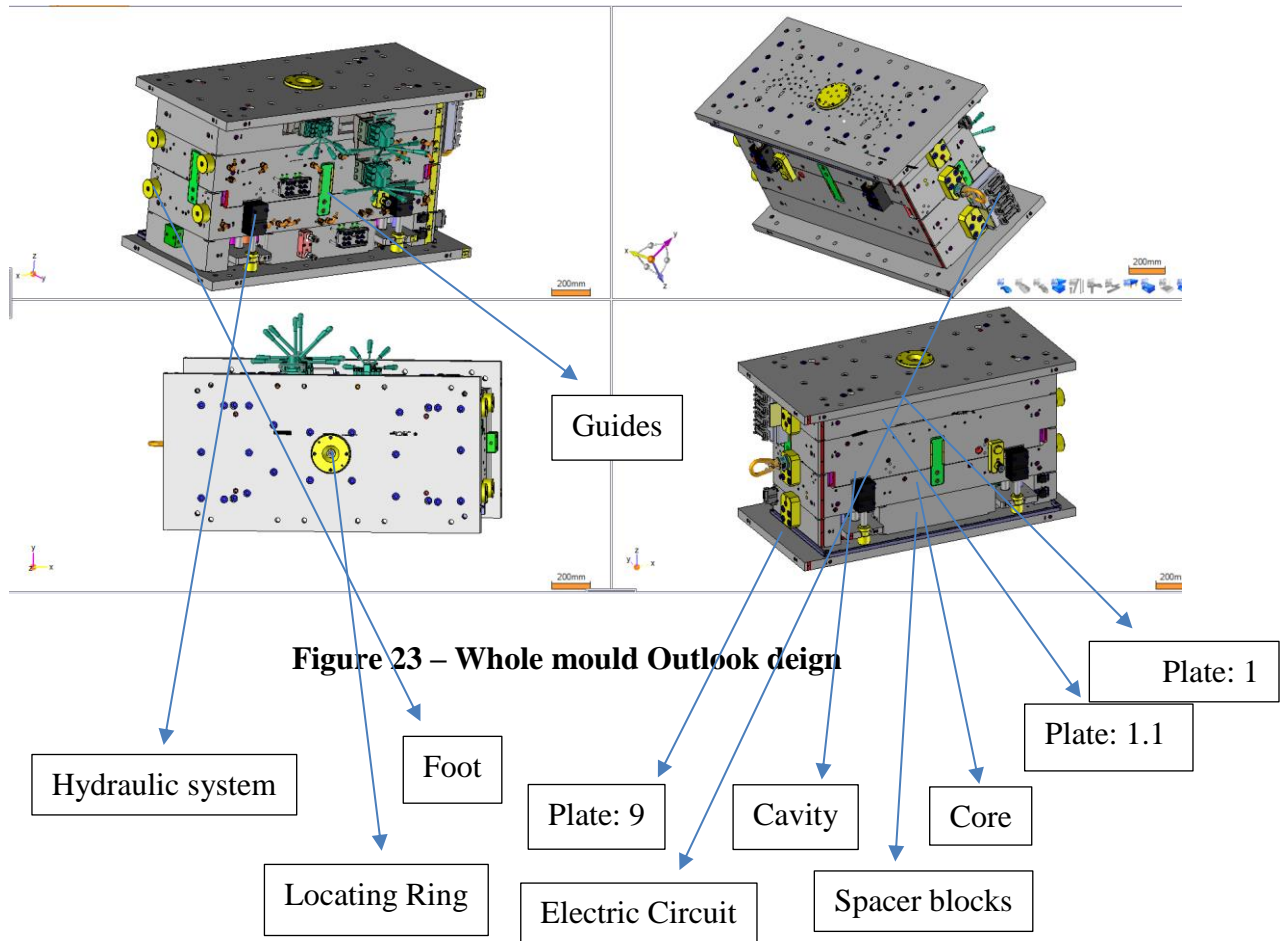 200mm
200mm
Guides
200mm
200mm
Figure 23 – Whole mould Outlook deign
Plate: 1
Plate: 1.1
Hydraulic system
Foot
Plate: 9
Cavity
Core
Locating Ring
Electric Circuit
Spacer blocks
z
x
y
x
y
z
y
z
x
z
y
x